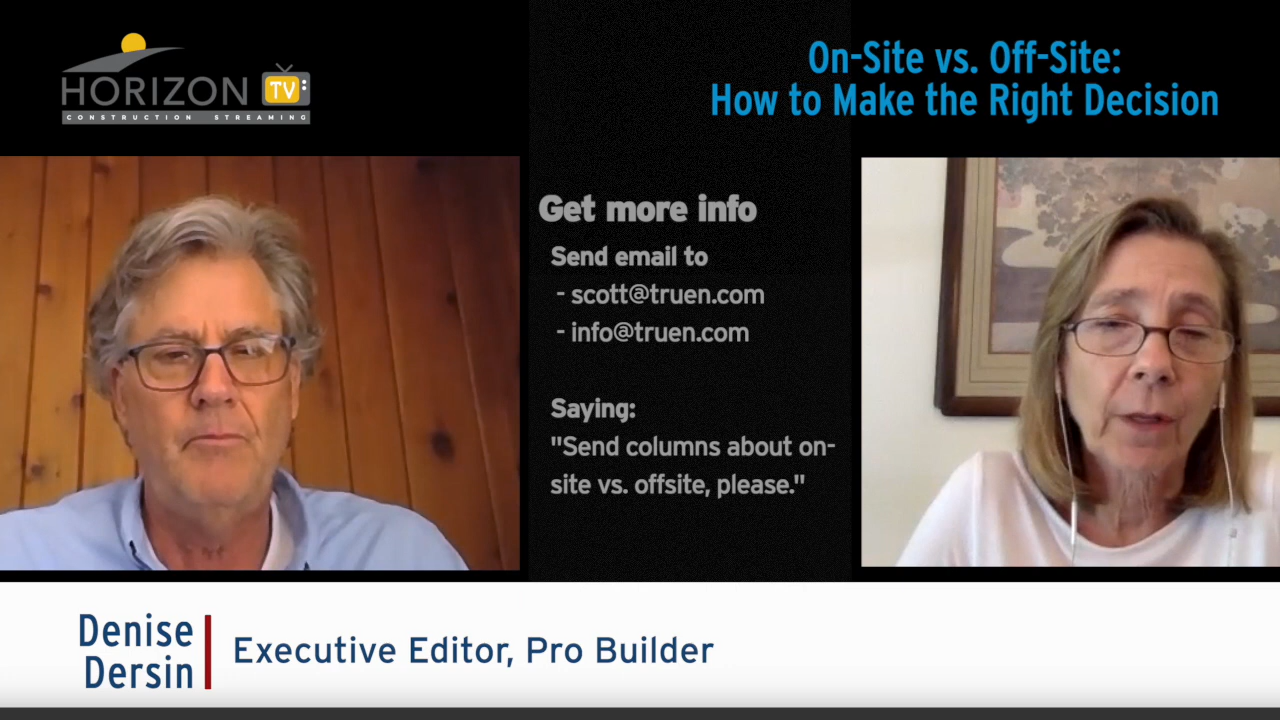 HORIZON TV
CONSTRUCTION STREAMING
On-Site vs. Off-Site:
How to Make the Right Decision
Get more info
Send email to
- scott@truen.com
- info@truen.com
Saying:
"Send columns about on-
site vs. offsite, please."
Denise
Dersin
Executive Editor, Pro Builder